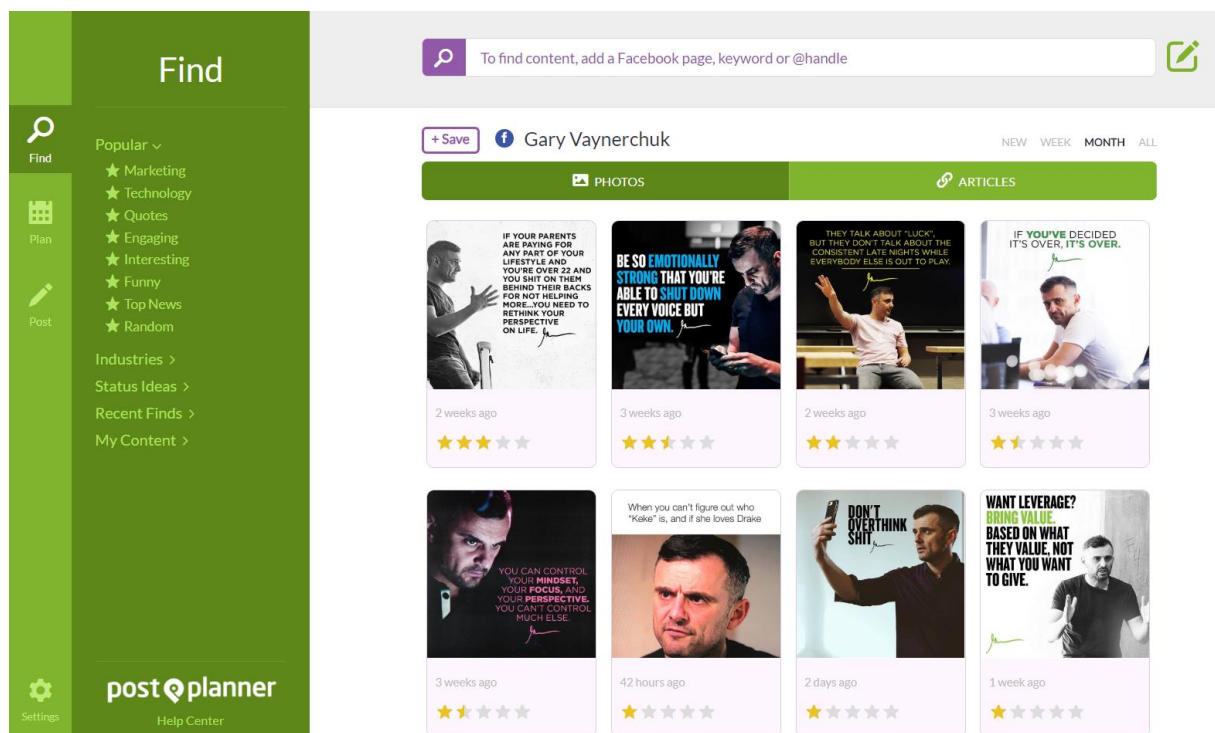 Find
To find content, add a Facebook page, keyword or @handle
Find
Plan
Post
Settings
Popular
Marketing
Technology
Quotes
Engaging
Interesting
Funny
Top News
Random
Industries >
Status Ideas >
Recent Finds >
My Content >
post planner
Help Center
+ Save
Gary Vaynerchuk
NEW WEEK MONTH ALL
PHOTOS
ARTICLES
IF YOUR PARENTS
ARE PAYING FOR
ANY PART OF YOUR
LIFESTYLE AND
YOU'RE OVER 22 AND
YOU SHIT ON THEM
BEHIND THEIR BACKS
FOR NOT HELPING
MORE...YOU NEED TO
RETHINK YOUR
PERSPECTIVE
ON LIFE.
2 weeks ago
BE SO EMOTIONALLY
STRONG THAT YOU'RE
ABLE TO SHUT DOWN
EVERY VOICE BUT
YOUR OWN.
3 weeks ago
THEY TALK ABOUT "LUCK",
BUT THEY DON'T TALK ABOUT THE
CONSISTENT LATE NIGHTS WHILE
EVERYBODY ELSE IS OUT TO PLAY.
2 weeks ago
IF YOU'VE DECIDED
IT'S OVER, IT'S OVER.
3 weeks ago
YOU CAN CONTROL
YOUR MINDSET,
YOUR FOCUS, AND
YOUR PERSPECTIVE.
YOU CAN'T CONTROL
MUCH ELSE.
3 weeks ago
When you can't figure out who
"Keke" is, and if she loves Drake
42 hours ago
DON'T
OVERTHINK
SHIT
2 days ago
WANT LEVERAGE?
BRING VALUE.
BASED ON WHAT
THEY VALUE, NOT
WHAT YOU WANT
TO GIVE.
1 week ago